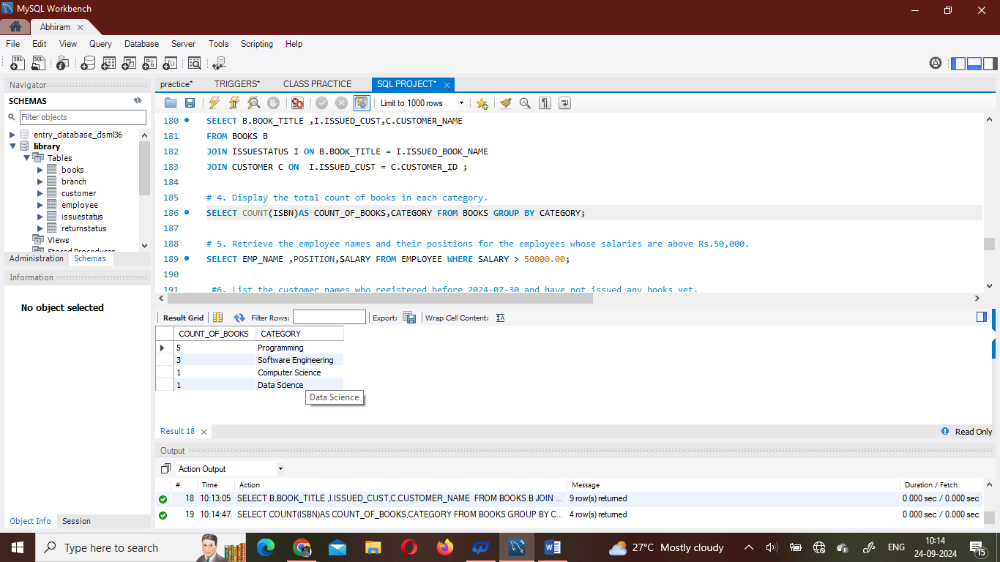 MySQL Workbench
Abhiram
File Edit View Query Database Server Tools Scripting Help
Navigator
SCHEMAS
Filter objects
entry_database_dsml36
library
Tables
books
branch
customer
employee
issuestatus
returnstatus
Views
Stored Procedures
Administration Schemas
Information
No object selected
Object Info Session
practice* TRIGGERS* CLASS PRACTICE SQL PROJECT*
Limit to 1000 rows
180 SELECT B.BOOK_TITLE ,I.ISSUED_CUST,C.CUSTOMER_NAME
181 FROM BOOKS B
182 JOIN ISSUESTATUS I ON B.BOOK_TITLE = I.ISSUED_BOOK_NAME
183 JOIN CUSTOMER C ON  I.ISSUED_CUST = C.CUSTOMER_ID ;
184
185 # 4. Display the total count of books in each category.
186 SELECT COUNT(ISBN)AS COUNT_OF_BOOKS,CATEGORY FROM BOOKS GROUP BY CATEGORY;
187
188 # 5. Retrieve the employee names and their positions for the employees whose salaries are above Rs.50,000.
189 SELECT EMP_NAME ,POSITION,SALARY FROM EMPLOYEE WHERE SALARY > 50000.00;
190
191 #6. List the customer names who registered before 2024-07-30 and have not issued any books yet.
Result Grid Filter Rows: Export: Wrap Cell Content:
COUNT_OF_BOOKS CATEGORY
5 Programming
3 Software Engineering
1 Computer Science
1 Data Science
Data Science
Result 18 Read Only
Output
Action Output
# Time Action Message Duration / Fetch
18 10:13:05 SELECT B.BOOK_TITLE ,I.ISSUED_CUST,C.CUSTOMER_NAME FROM BOOKS B JOIN ... 9 row(s) returned 0.000 sec / 0.000 sec
19 10:14:47 SELECT COUNT(ISBN)AS COUNT_OF_BOOKS,CATEGORY FROM BOOKS GROUP BY C... 4 row(s) returned 0.000 sec / 0.000 sec
Type here to search
27°C Mostly cloudy
ENG
10:14
24-09-2024
15